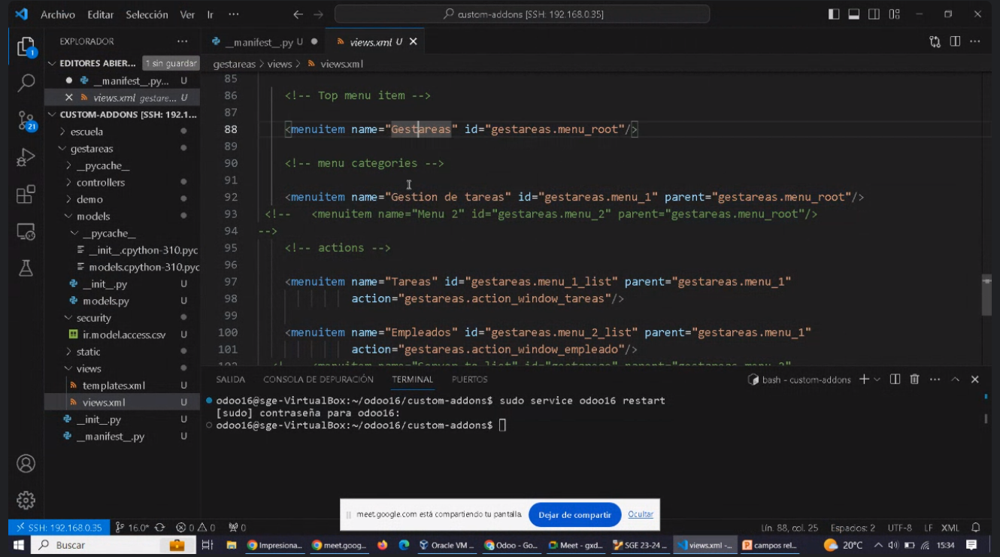 Archivo Editar Selección Ver Ir ··· custom-addons [SSH: 192.168.0.35]
EXPLORADOR ···
__manifest__.py U views.xml U
EDITORES ABIER... 1 sin guardar
gestareas > views > views.xml
__manifest__.py... U
views.xml gestare... U
CUSTOM-ADDONS [SSH: 192.1...
escuela
gestareas
__pycache__
controllers
demo
models
__pycache__
__init__.cpython-310.pyc
models.cpython-310.pyc
__init__.py U
models.py U
security
ir.model.access.csv U
static
views
templates.xml U
views.xml U
__init__.py U
__manifest__.py U
1
21
85
86 <!-- Top menu item -->
87
88 <menuitem name="Gestareas" id="gestareas.menu_root"/>
89
90 <!-- menu categories -->
91
92 <menuitem name="Gestion de tareas" id="gestareas.menu_1" parent="gestareas.menu_root"/>
93 <!-- <menuitem name="Menu 2" id="gestareas.menu_2" parent="gestareas.menu_root"/>
94 -->
95 <!-- actions -->
96
97 <menuitem name="Tareas" id="gestareas.menu_1_list" parent="gestareas.menu_1"
98 action="gestareas.action_window_tareas"/>
99
100 <menuitem name="Empleados" id="gestareas.menu_2_list" parent="gestareas.menu_1"
101 action="gestareas.action_window_empleado"/>
SALIDA CONSOLA DE DEPURACIÓN TERMINAL PUERTOS bash - custom-addons
odoo16@sge-VirtualBox:~/odoo16/custom-addons$ sudo service odoo16 restart
[sudo] contraseña para odoo16:
odoo16@sge-VirtualBox:~/odoo16/custom-addons$
meet.google.com está compartiendo tu pantalla. Dejar de compartir Ocultar
SSH: 192.168.0.35 16.0* 0 0 0 Lín. 88, col. 25 Espacios: 2 UTF-8 LF XML
Buscar Impresiona... meet.goog... Oracle VM ... Odoo - Go... Meet - gxd... SGE 23-24 ... views.xml -... campos rel... 20°C 15:34